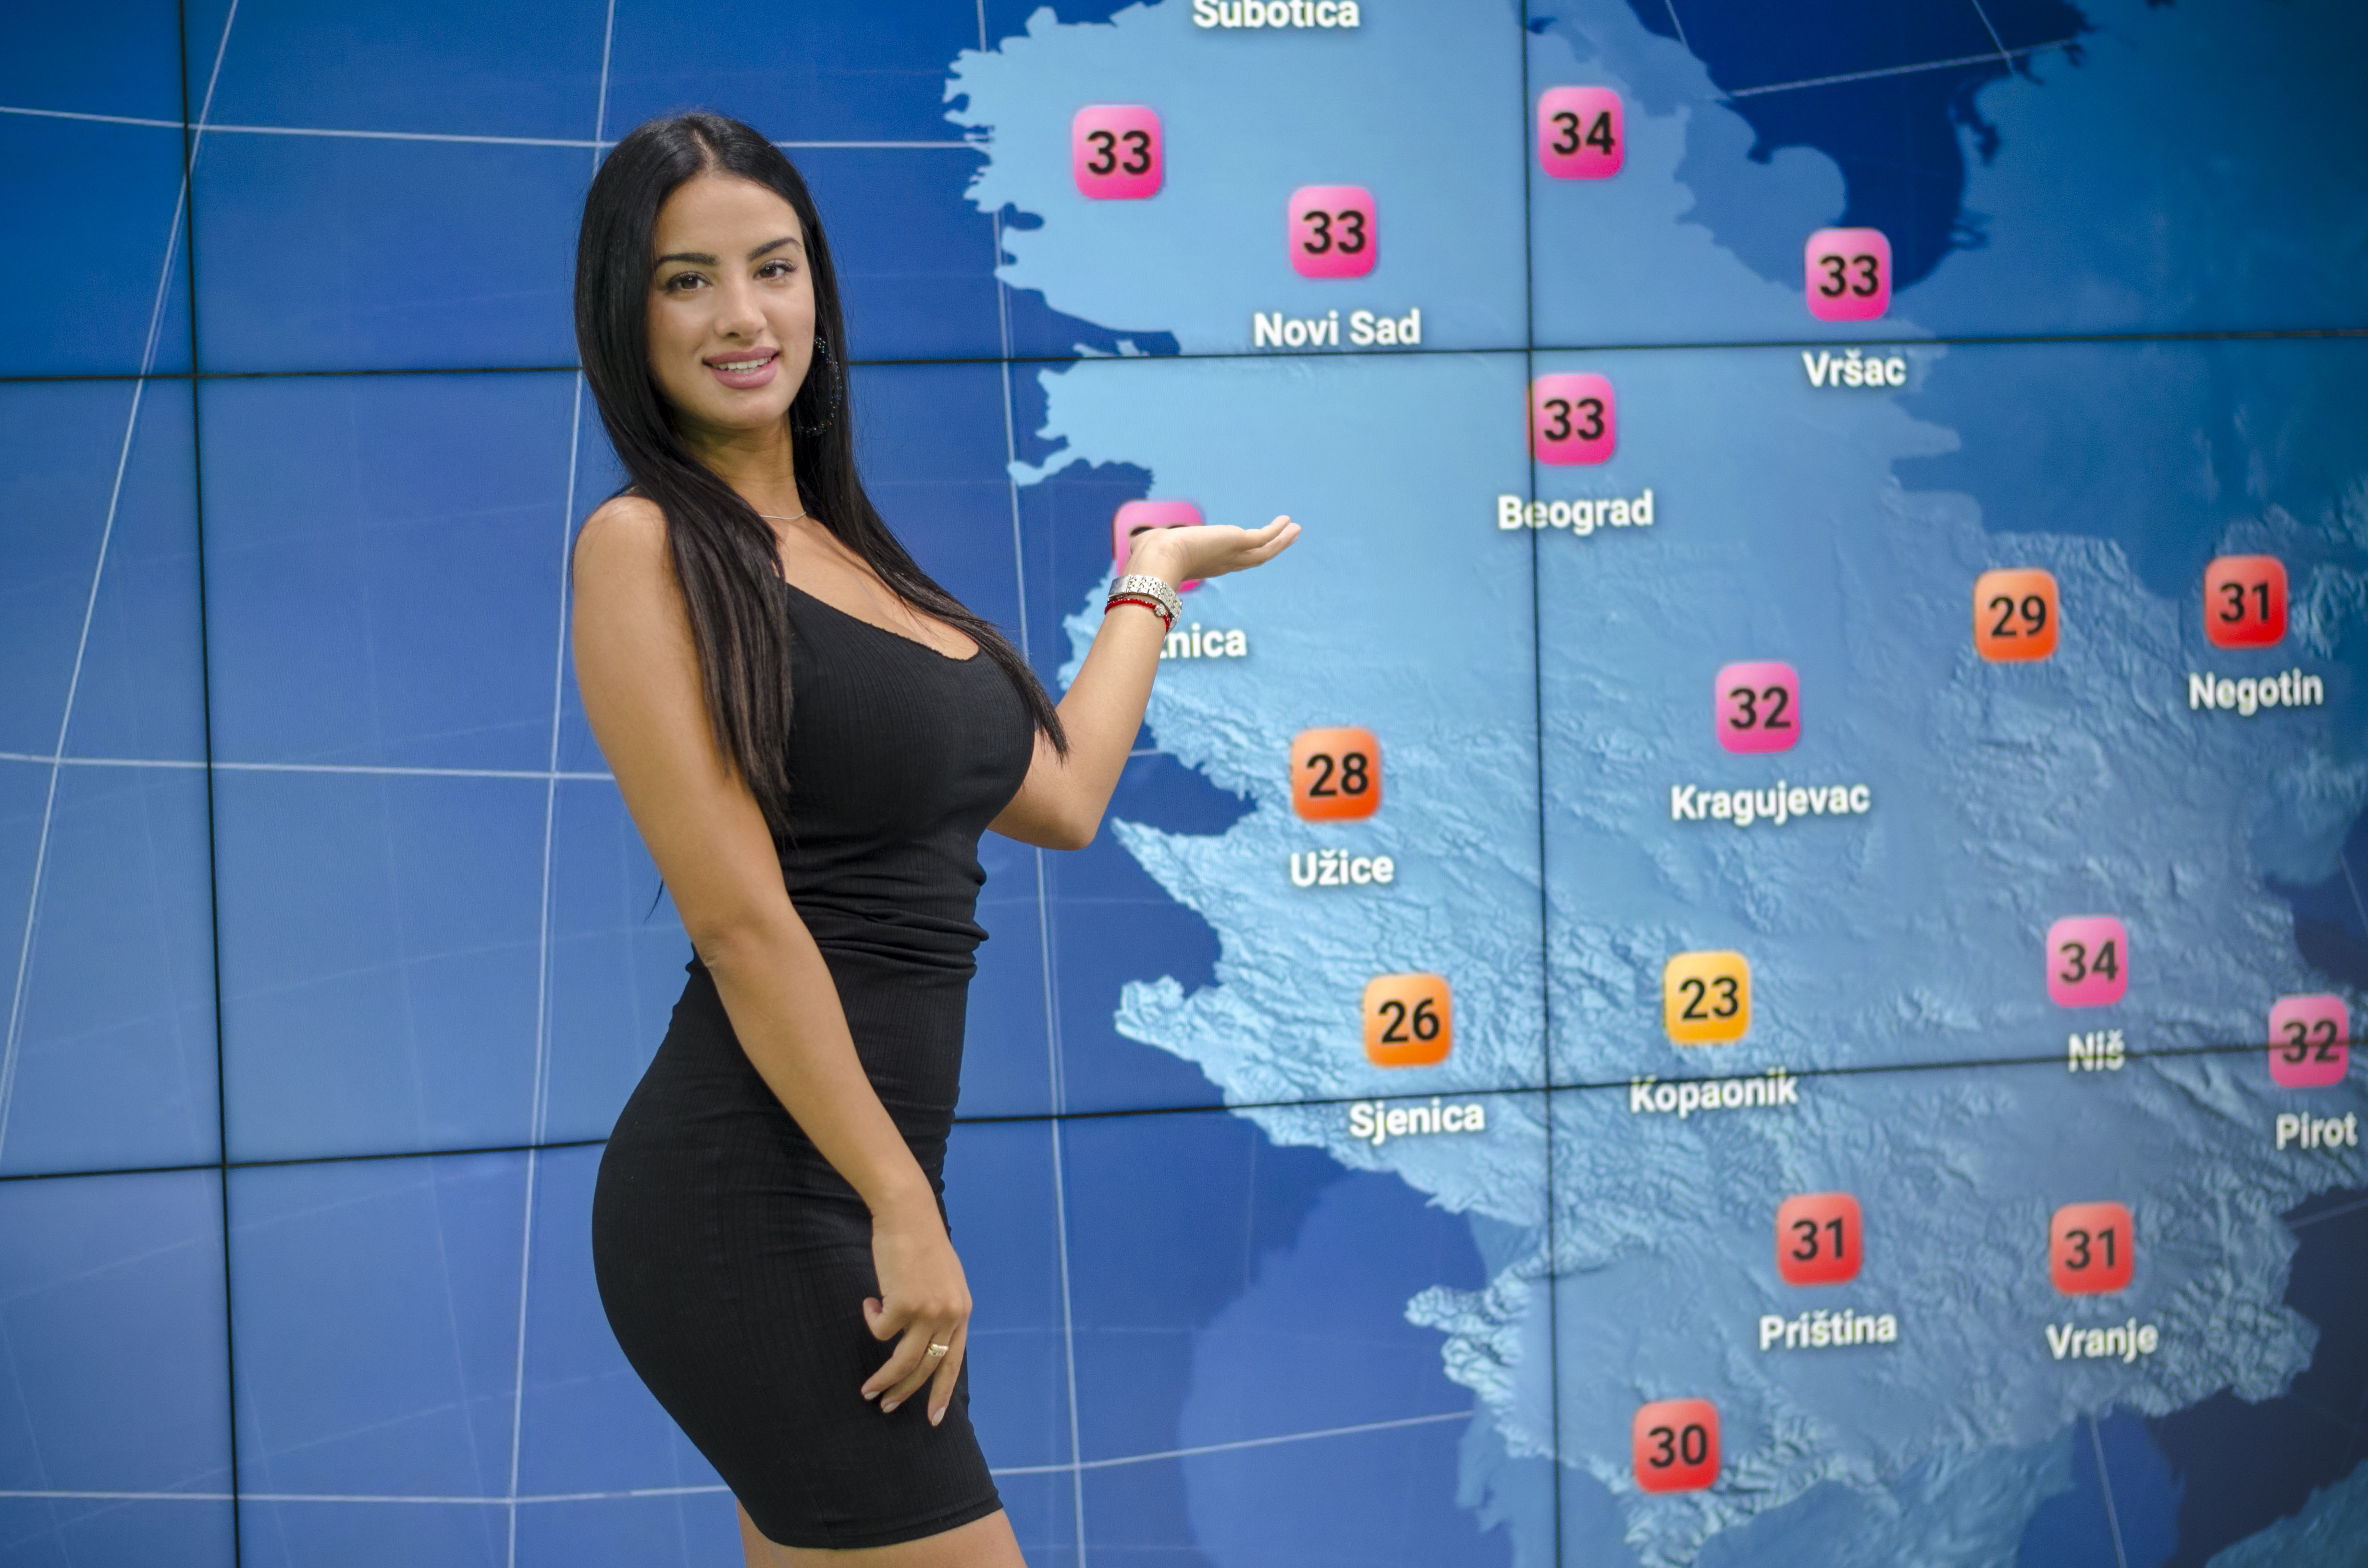 Subotica
33
34
33
Novi Sad
33
Vršac
33
Beograd
znica
29
31
Negotin
32
Kragujevac
28
Užice
34
Niš
23
Kopaonik
26
Sjenica
32
Pirot
31
Priština
31
Vranje
30